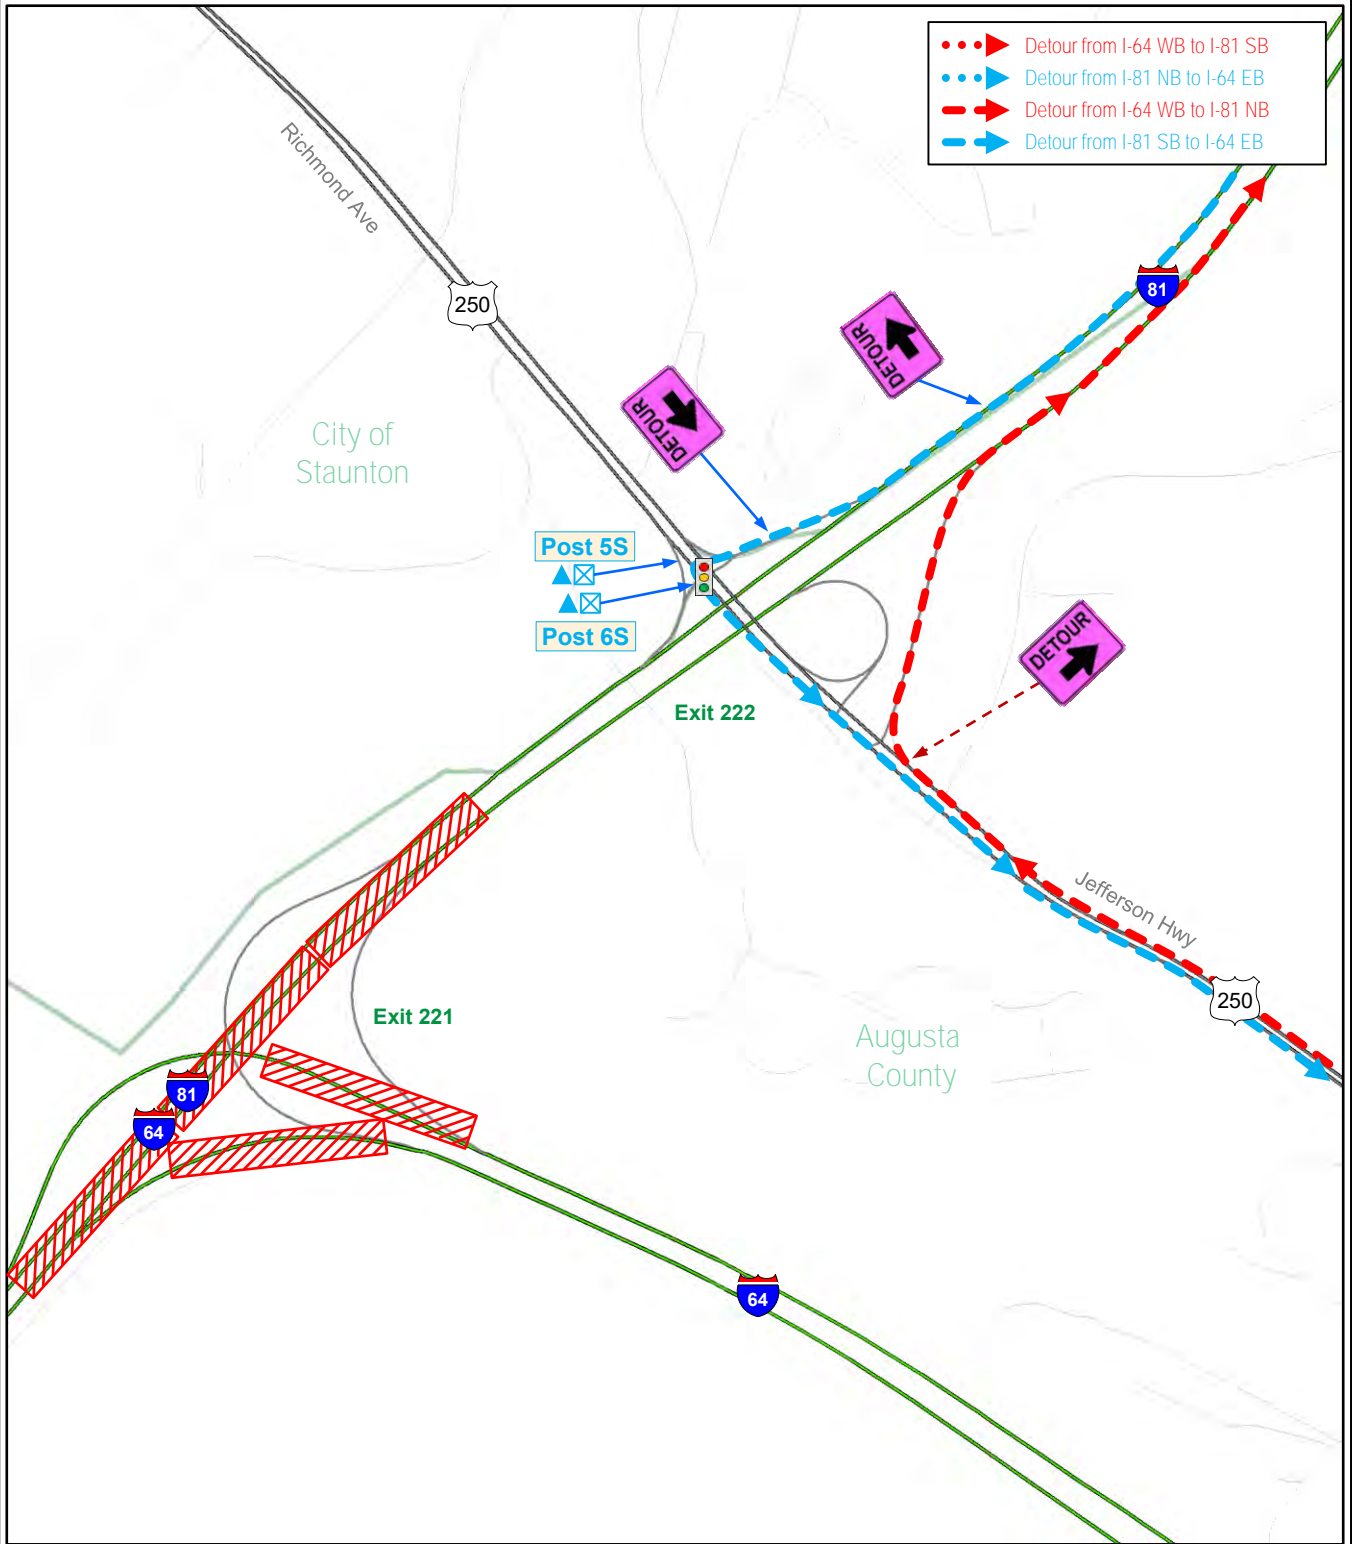 Detour from I-64 WB to I-81 SB
Detour from I-81 NB to I-64 EB
Detour from I-64 WB to I-81 NB
Detour from I-81 SB to I-64 EB
Richmond Ave
250
81
DETOUR
DETOUR
City of
Staunton
Post 5S
Post 6S
DETOUR
Exit 222
Jefferson Hwy
250
Exit 221
Augusta
County
81
64
64